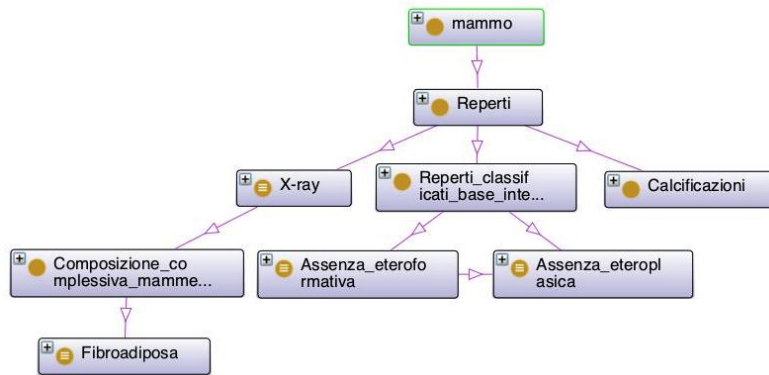 mammo
Reperti
X-ray
Reperti_classif
icati_base_inte...
Calcificazioni
Composizione_co
mplessiva_mamme...
Assenza_eterofo
rmativa
Assenza_eteropl
asica
Fibroadiposa